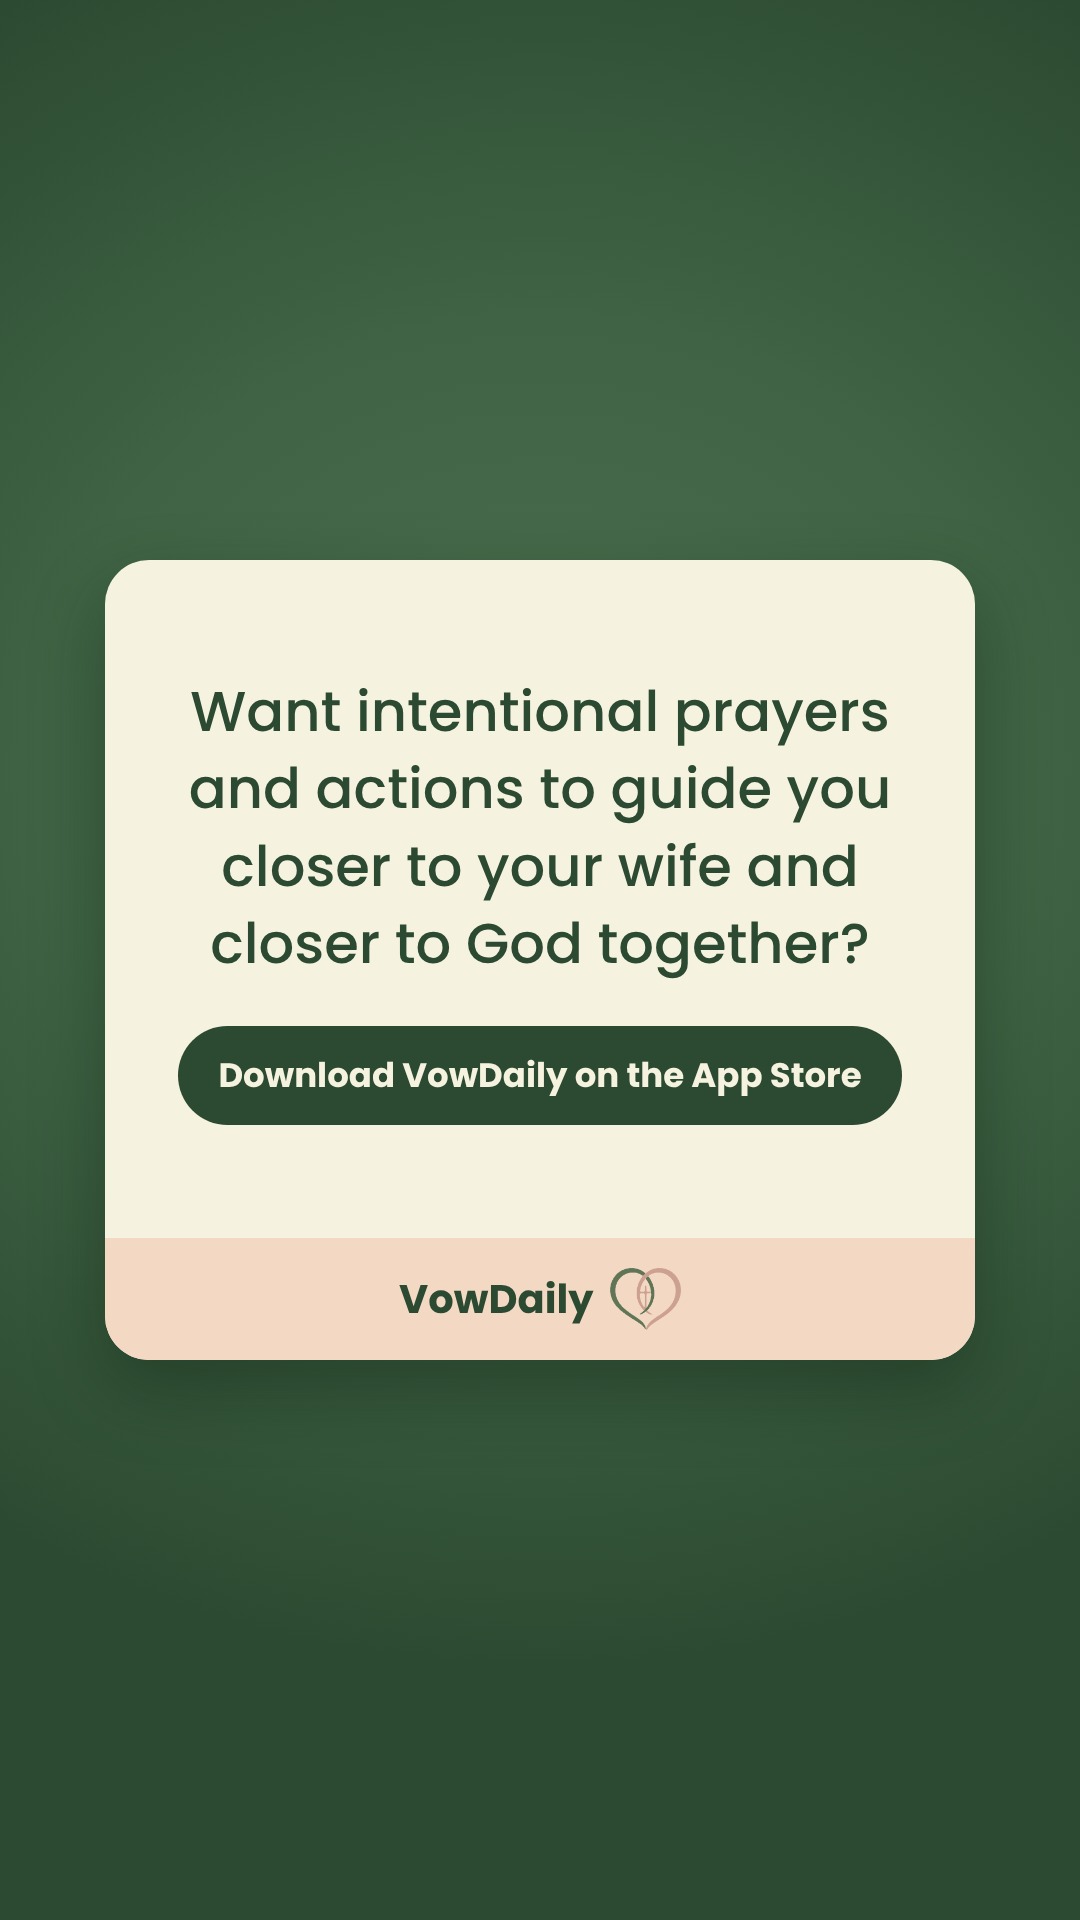 Want intentional prayers
and actions to guide you
closer to your wife and
closer to God together?
Download VowDaily on the App Store
VowDaily